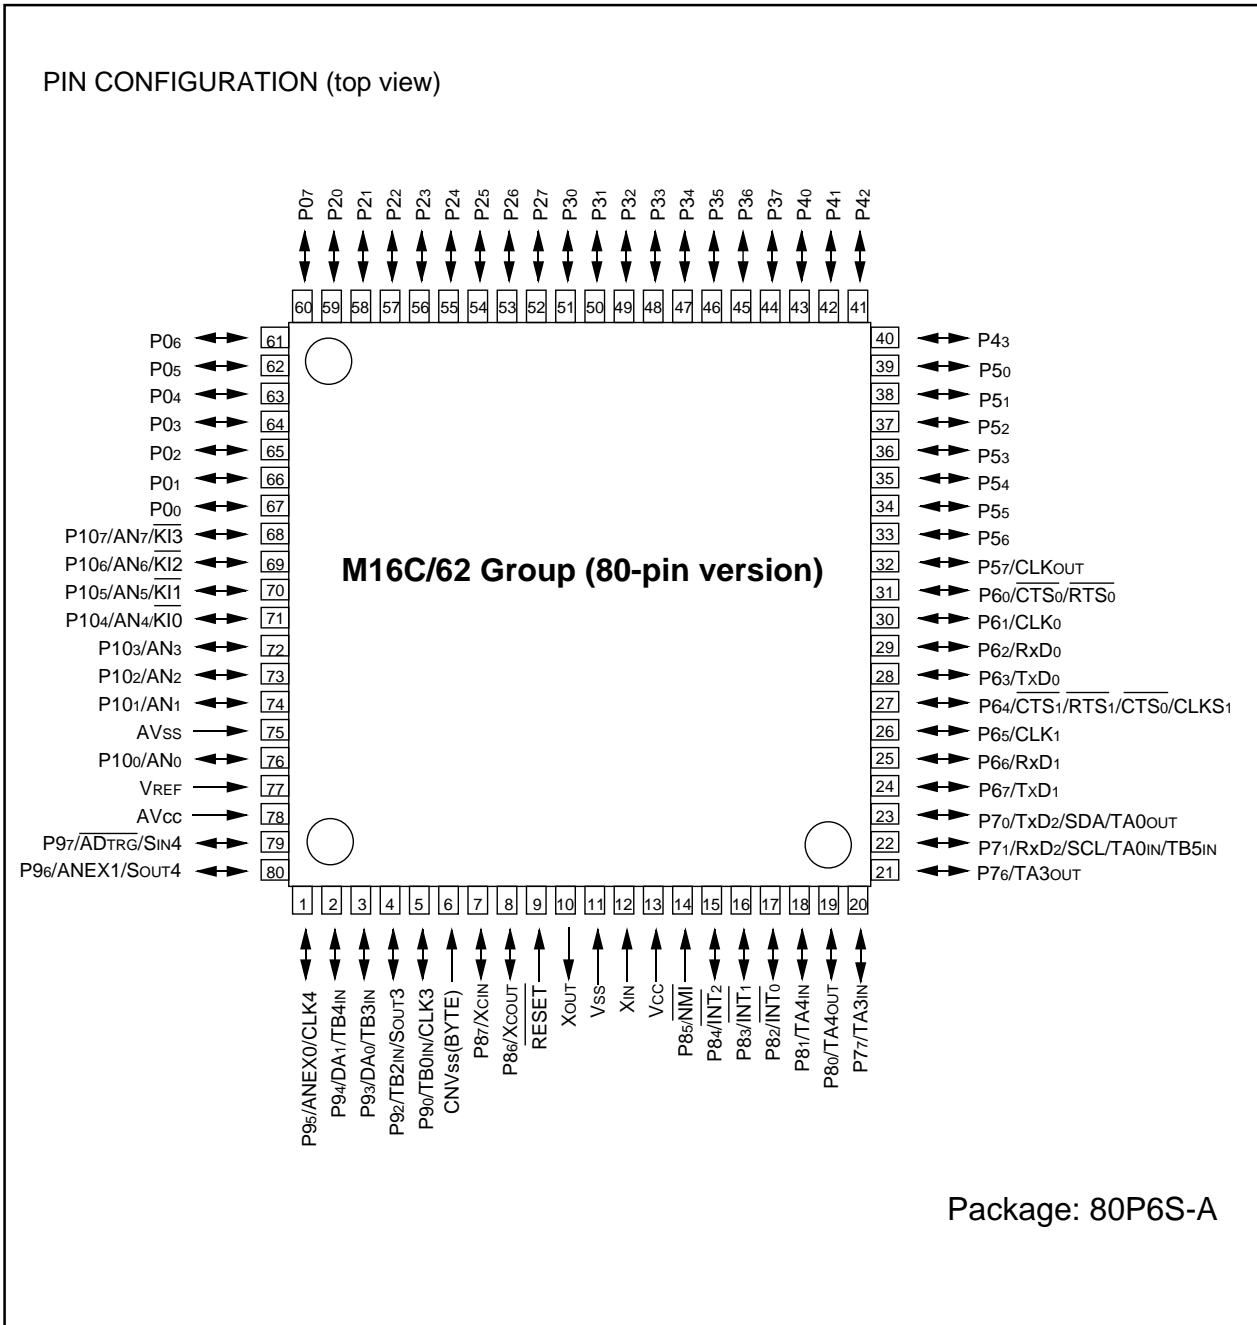 PIN CONFIGURATION (top view)
P07 P20 P21 P22 P23 P24 P25 P26 P27 P30 P31 P32 P33 P34 P35 P36 P37 P40 P41 P42
60 59 58 57 56 55 54 53 52 51 50 49 48 47 46 45 44 43 42 41
P06 61
P05 62
P04 63
P03 64
P02 65
P01 66
P00 67
P107/AN7/KI3 68
P106/AN6/KI2 69
P105/AN5/KI1 70
P104/AN4/KI0 71
P103/AN3 72
P102/AN2 73
P101/AN1 74
AVSS 75
P100/AN0 76
VREF 77
AVCC 78
P97/ADTRG/SIN4 79
P96/ANEX1/SOUT4 80
M16C/62 Group (80-pin version)
40 P43
39 P50
38 P51
37 P52
36 P53
35 P54
34 P55
33 P56
32 P57/CLKOUT
31 P60/CTS0/RTS0
30 P61/CLK0
29 P62/RxD0
28 P63/TXD0
27 P64/CTS1/RTS1/CTS0/CLKS1
26 P65/CLK1
25 P66/RxD1
24 P67/TXD1
23 P70/TxD2/SDA/TA0OUT
22 P71/RxD2/SCL/TA0IN/TB5IN
21 P76/TA3OUT
1 2 3 4 5 6 7 8 9 10 11 12 13 14 15 16 17 18 19 20
P95/ANEX0/CLK4
P94/DA1/TB4IN
P93/DA0/TB3IN
P92/TB2IN/SOUT3
P90/TB0IN/CLK3
CNVss(BYTE)
P87/XCIN
P86/XCOUT
RESET
XOUT
VSS
XIN
VCC
P85/NMI
P84/INT2
P83/INT1
P82/INT0
P81/TA4IN
P80/TA4OUT
P77/TA3IN
Package: 80P6S-A